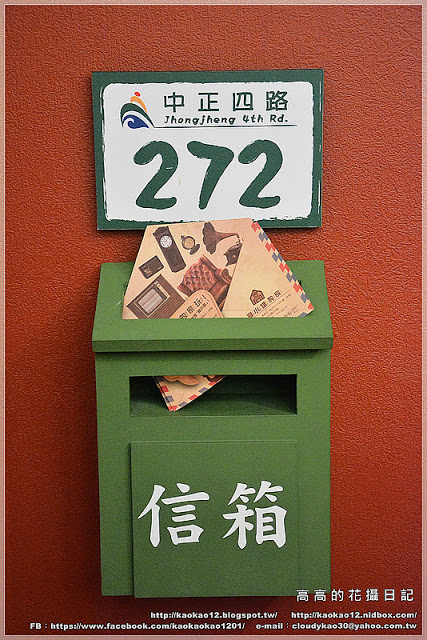 中正四路
Jhongjheng 4th Rd.
272
信箱
高高的花攝日記
http://kaokao12.blogspot.tw/ http://kaokao12.nidbox.com/
FB：https://www.facebook.com/kaokaokao1201/ e-mail：cloudykao30@yahoo.com.tw